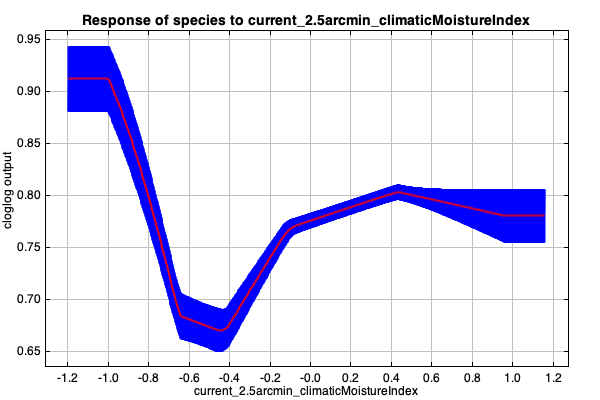 Response of species to current_2.5arcmin_climaticMoistureIndex
0.95
0.90
0.85
0.80
0.75
0.70
0.65
cloglog output
-1.2 -1.0 -0.8 -0.6 -0.4 -0.2 -0.0 0.2 0.4 0.6 0.8 1.0 1.2
current_2.5arcmin_climaticMoistureIndex